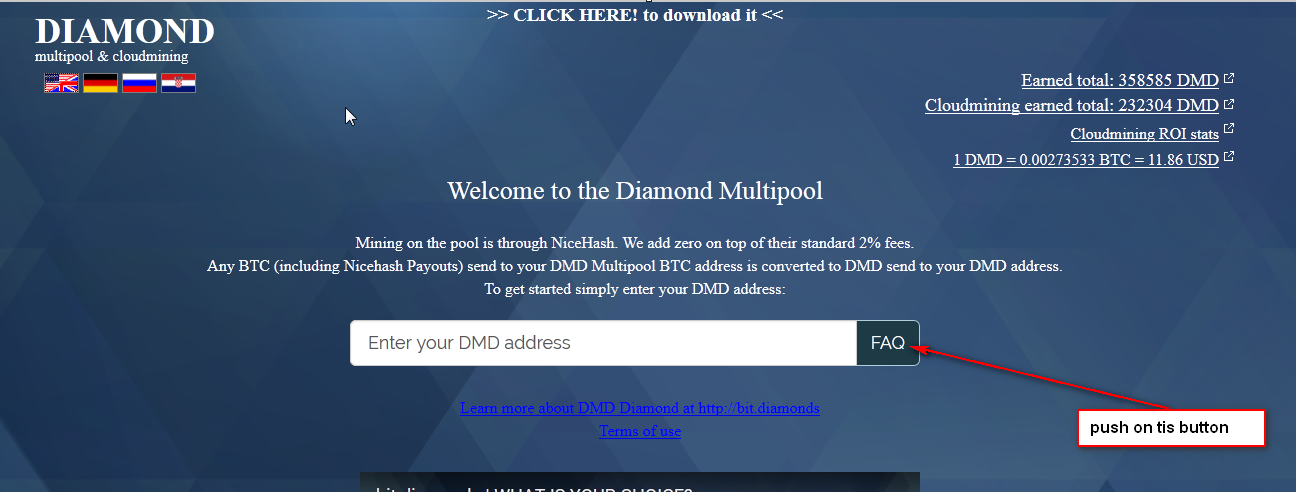 >> CLICK HERE! to download it <<
DIAMOND
multipool & cloudmining
Earned total: 358585 DMD
Cloudmining earned total: 232304 DMD
Cloudmining ROI stats
1 DMD = 0.00273533 BTC = 11.86 USD
Welcome to the Diamond Multipool
Mining on the pool is through NiceHash. We add zero on top of their standard 2% fees.
Any BTC (including Nicehash Payouts) send to your DMD Multipool BTC address is converted to DMD send to your DMD address.
To get started simply enter your DMD address:
Enter your DMD address
FAQ
push on tis button
Learn more about DMD Diamond at http://bit.diamonds
Terms of use
WHAT IS YOUR CHOICE?